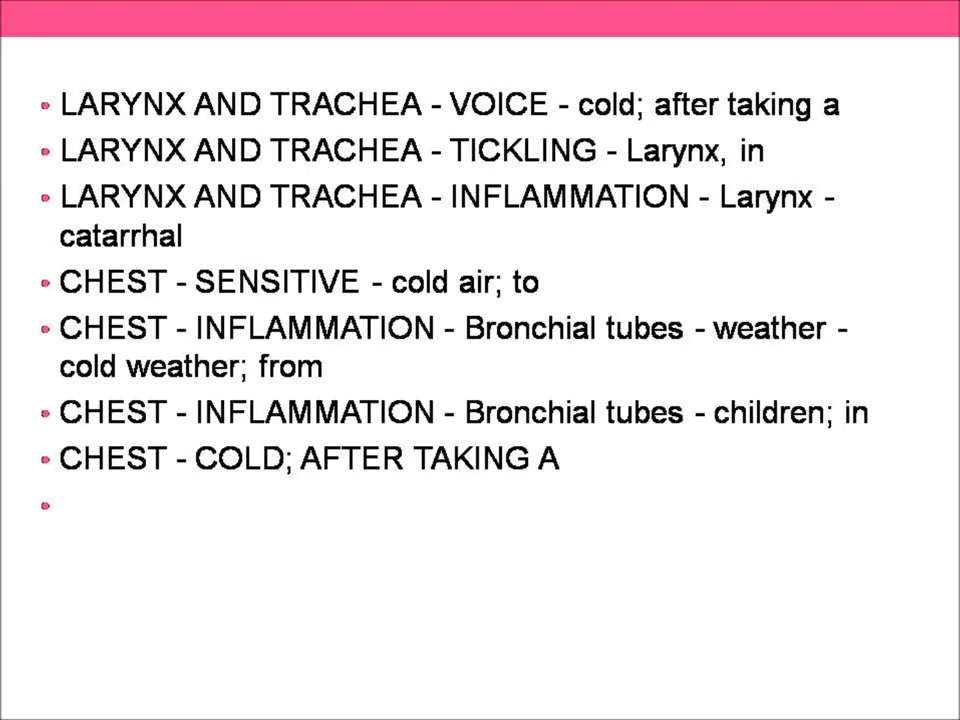 • LARYNX AND TRACHEA - VOICE - cold; after taking a
• LARYNX AND TRACHEA - TICKLING - Larynx, in
• LARYNX AND TRACHEA - INFLAMMATION - Larynx -
catarrhal
• CHEST - SENSITIVE - cold air; to
• CHEST - INFLAMMATION - Bronchial tubes - weather -
cold weather; from
• CHEST - INFLAMMATION - Bronchial tubes - children; in
• CHEST - COLD; AFTER TAKING A
•